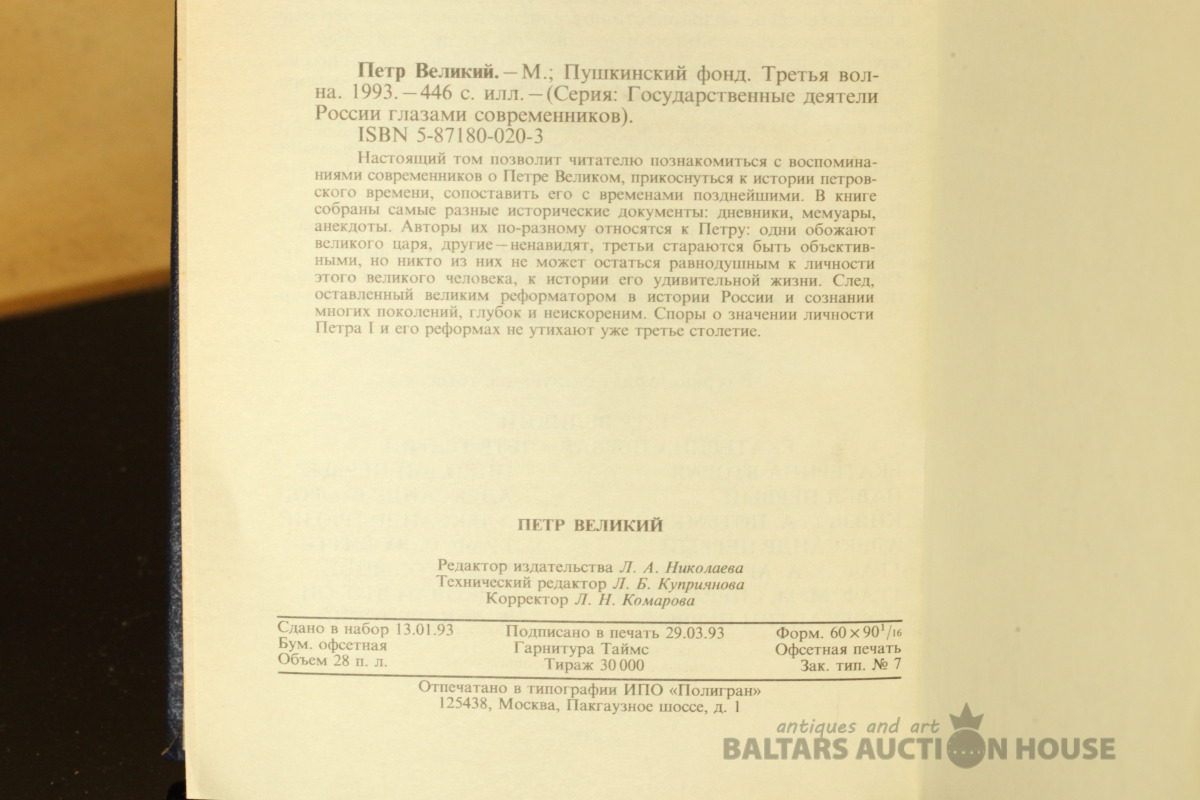 Петр Великий. — М.; Пушкинский фонд. Третья вол-
на. 1993. — 446 с. илл. — (Серия: Государственные деятели
России глазами современников).
ISBN 5-87180-020-3
Настоящий том позволит читателю познакомиться с воспомина-
ниями современников о Петре Великом, прикоснуться к истории петров-
ского времени, сопоставить его с временами позднейшими. В книге
собраны самые разные исторические документы: дневники, мемуары,
анекдоты. Авторы их по-разному относятся к Петру: одни обожают
великого царя, другие — ненавидят, третьи стараются быть объектив-
ными, но никто из них не может остаться равнодушным к личности
этого великого человека, к истории его удивительной жизни. След,
оставленный великим реформатором в истории России и сознании
многих поколений, глубок и неискореним. Споры о значении личности
Петра I и его реформах не утихают уже третье столетие.
ПЕТР ВЕЛИКИЙ
Редактор издательства Л. А. Николаева
Технический редактор Л. Б. Куприянова
Корректор Л. Н. Комарова
Сдано в набор 13.01.93 Подписано в печать 29.03.93 Форм. 60×90¹/₁₆
Бум. офсетная Гарнитура Таймс Офсетная печать
Объем 28 п. л. Тираж 30 000 Зак. тип. № 7
Отпечатано в типографии ИПО «Полигран»
125438, Москва, Пакгаузное шоссе, д. 1
antiques and art
BALTARS AUCTION HOUSE